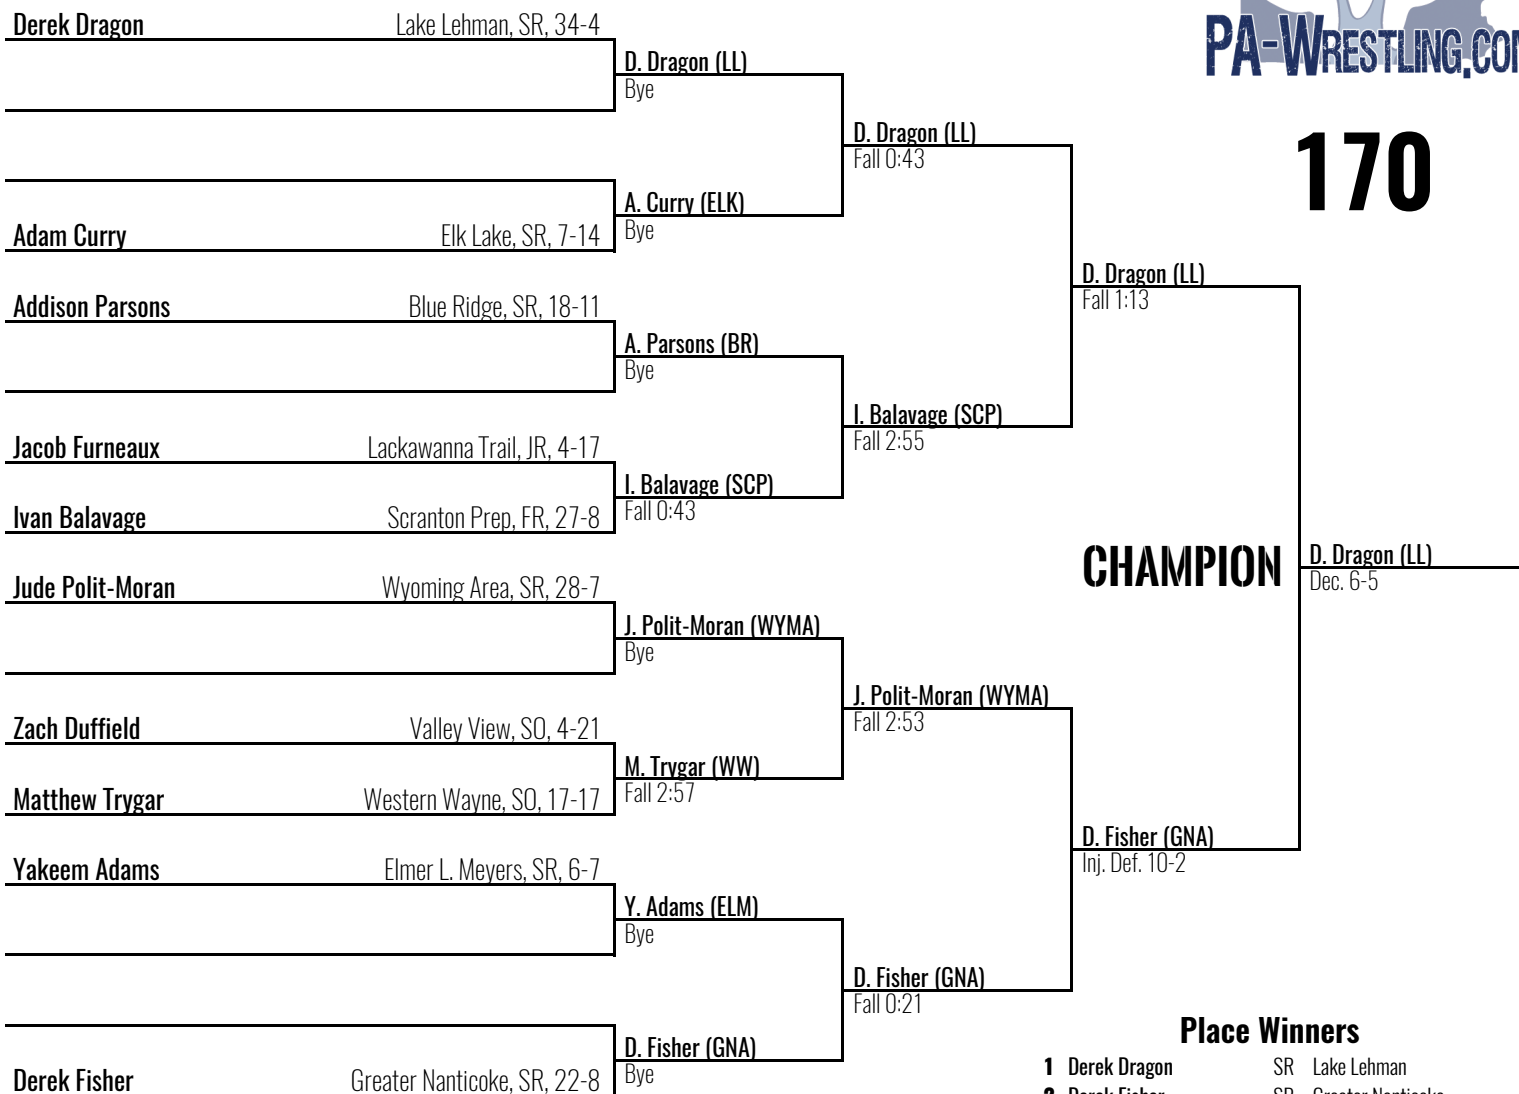 Derek Dragon Lake Lehman, SR, 34-4
D. Dragon (LL)
Bye
D. Dragon (LL)
Fall 0:43
A. Curry (ELK)
Bye
Adam Curry Elk Lake, SR, 7-14
PA-WRESTLING.CO
170
D. Dragon (LL)
Fall 1:13
Addison Parsons Blue Ridge, SR, 18-11
A. Parsons (BR)
Bye
I. Balavage (SCP)
Fall 2:55
Jacob Furneaux Lackawanna Trail, JR, 4-17
I. Balavage (SCP)
Fall 0:43
Ivan Balavage Scranton Prep, FR, 27-8
CHAMPION
D. Dragon (LL)
Dec. 6-5
Jude Polit-Moran Wyoming Area, SR, 28-7
J. Polit-Moran (WYMA)
Bye
J. Polit-Moran (WYMA)
Fall 2:53
Zach Duffield Valley View, SO, 4-21
M. Trygar (WW)
Fall 2:57
Matthew Trygar Western Wayne, SO, 17-17
D. Fisher (GNA)
Inj. Def. 10-2
Yakeem Adams Elmer L. Meyers, SR, 6-7
Y. Adams (ELM)
Bye
D. Fisher (GNA)
Fall 0:21
D. Fisher (GNA)
Bye
Derek Fisher Greater Nanticoke, SR, 22-8
Place Winners
1 Derek Dragon SR Lake Lehman
2 Derek Fisher SR Greater Nanticoke